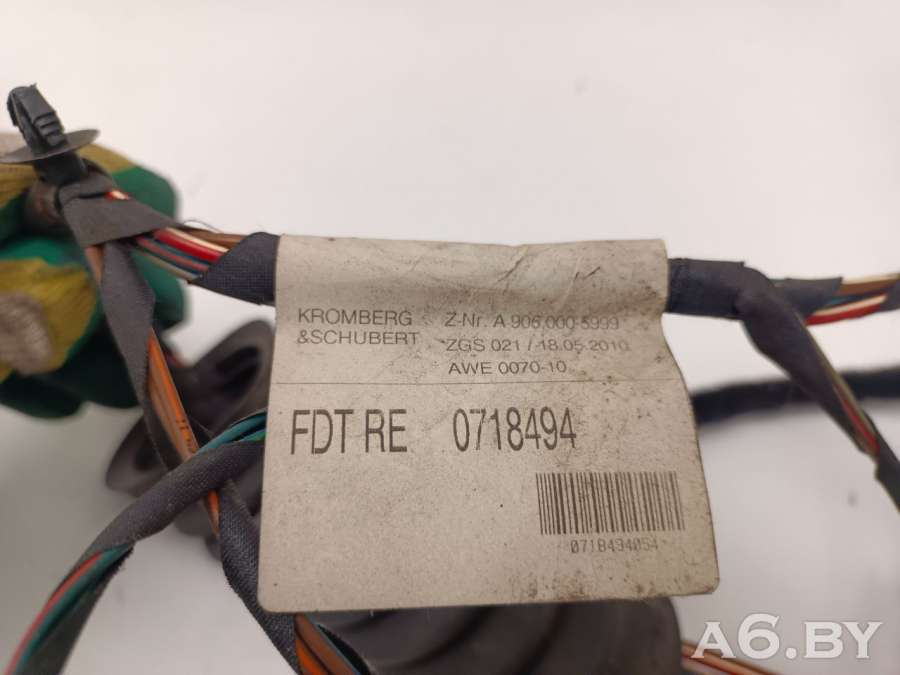 KROMBERG
&SCHUBERT
Z-Nr. A 906 000-5999
ZGS 021 / 18.05.2010
AWE 0070-10
FDT RE 0718494
0718494054
A6.BY